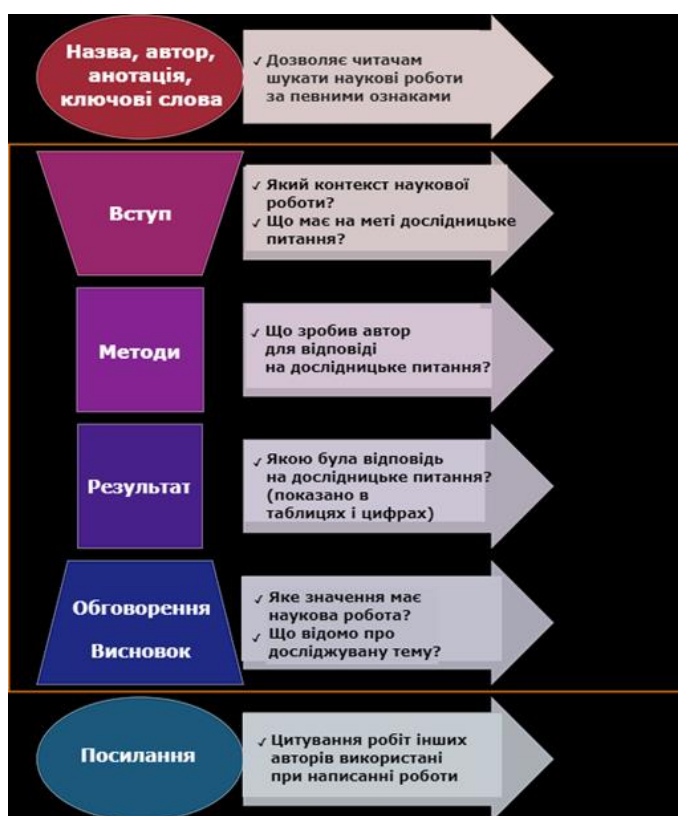 Назва, автор,
анотація,
ключові слова
✓ Дозволяє читачам
шукати наукові роботи
за певними ознаками
Вступ
✓ Який контекст наукової
роботи?
✓ Що має на меті дослідницьке
питання?
Методи
✓ Що зробив автор
для відповіді
на дослідницьке питання?
Результат
✓ Якою була відповідь
на дослідницьке питання?
(показано в
таблицях і цифрах)
Обговорення
Висновок
✓ Яке значення має
наукова робота?
✓ Що відомо про
досліджувану тему?
Посилання
✓ Цитування робіт інших
авторів використані
при написанні роботи